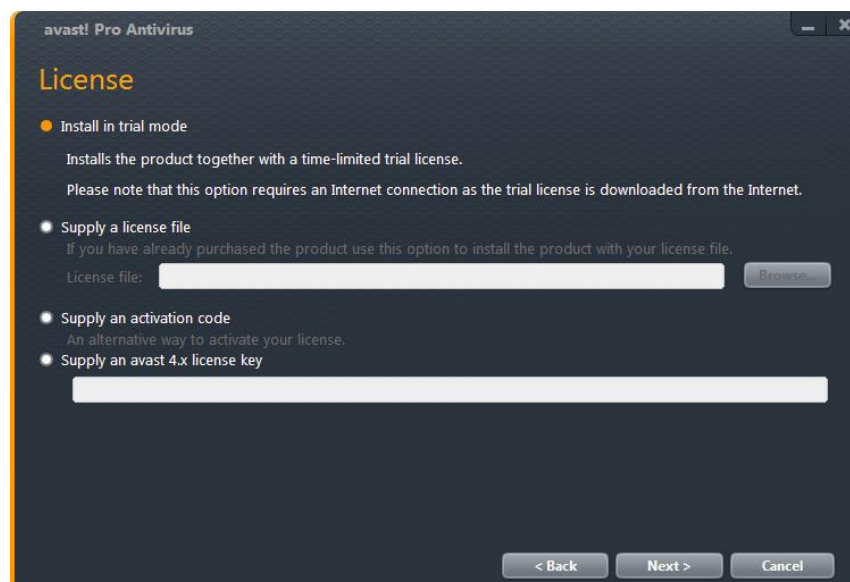 avast! Pro Antivirus
License
Install in trial mode
Installs the product together with a time-limited trial license.
Please note that this option requires an Internet connection as the trial license is downloaded from the Internet.
Supply a license file
If you have already purchased the product use this option to install the product with your license file.
License file:
Browse...
Supply an activation code
An alternative way to activate your license.
Supply an avast 4.x license key
< Back Next > Cancel